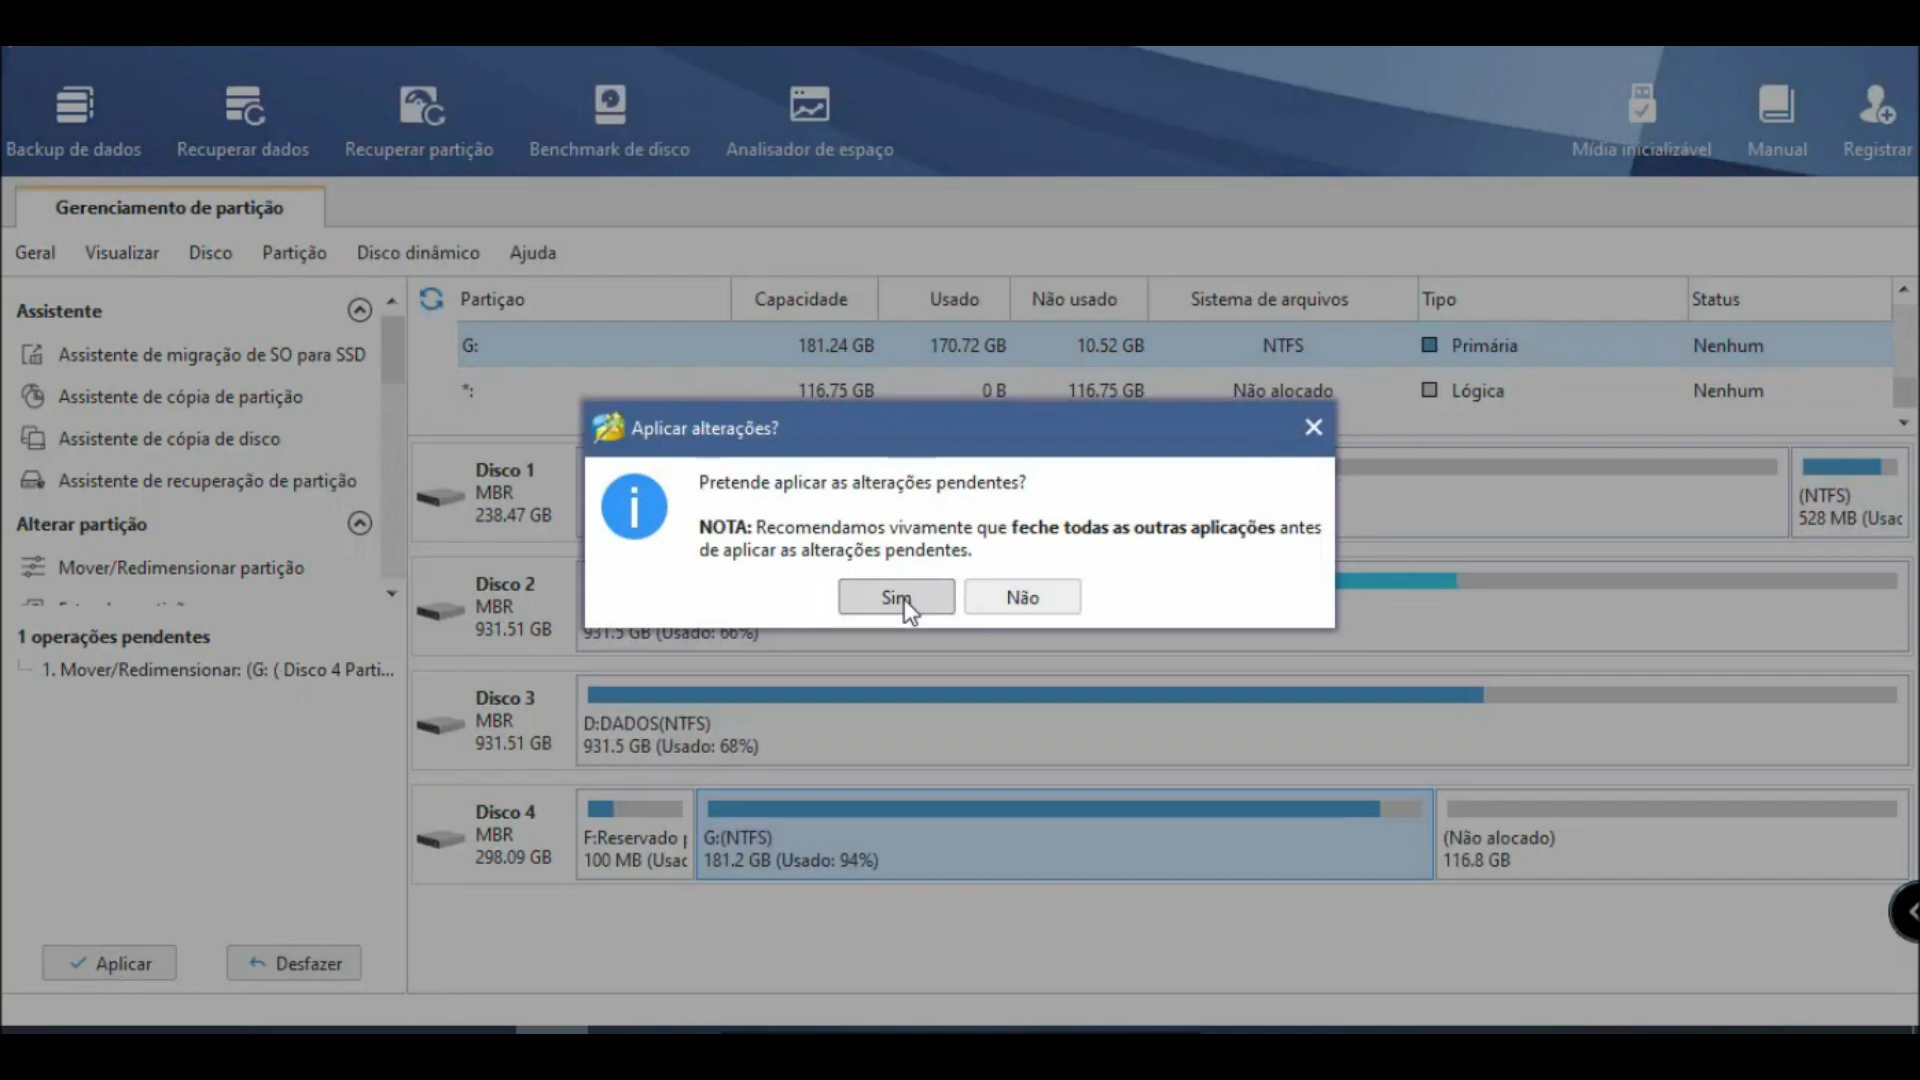 Backup de dados
Recuperar dados
Recuperar partição
Benchmark de disco
Analisador de espaço
Mídia inicializável
Manual
Registrar
Gerenciamento de partição
Geral Visualizar Disco Partição Disco dinâmico Ajuda
Assistente
Assistente de migração de SO para SSD
Assistente de cópia de partição
Assistente de cópia de disco
Assistente de recuperação de partição
Alterar partição
Mover/Redimensionar partição
1 operações pendentes
1. Mover/Redimensionar: (G: ( Disco 4 Parti...
Aplicar
Desfazer
Partiçao Capacidade Usado Não usado Sistema de arquivos Tipo Status
G: 181.24 GB 170.72 GB 10.52 GB NTFS Primária Nenhum
*: 116.75 GB 0 B 116.75 GB Não alocado Lógica Nenhum
Disco 1
MBR
238.47 GB
(NTFS)
528 MB (Usac
Aplicar alterações?
Pretende aplicar as alterações pendentes?
NOTA: Recomendamos vivamente que feche todas as outras aplicações antes
de aplicar as alterações pendentes.
Sim
Não
Disco 2
MBR
931.51 GB
931.5 GB (Usado: 66%)
Disco 3
MBR
931.51 GB
D:DADOS(NTFS)
931.5 GB (Usado: 68%)
Disco 4
MBR
298.09 GB
F:Reservado
100 MB (Usac
G:(NTFS)
181.2 GB (Usado: 94%)
(Não alocado)
116.8 GB